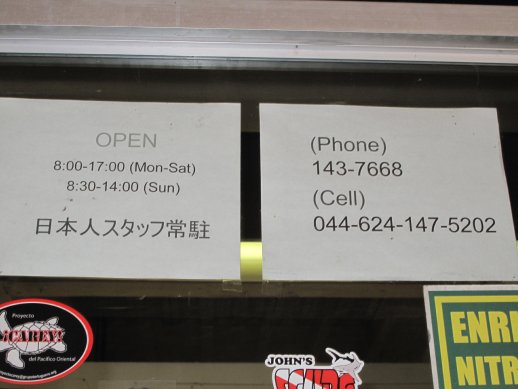 OPEN
8:00-17:00 (Mon-Sat)
8:30-14:00 (Sun)
日本人スタッフ常駐
(Phone)
143-7668
(Cell)
044-624-147-5202
Proyecto
¡CAREY!
del Pacifico Oriental
JOHN'S
ENRI
NITR